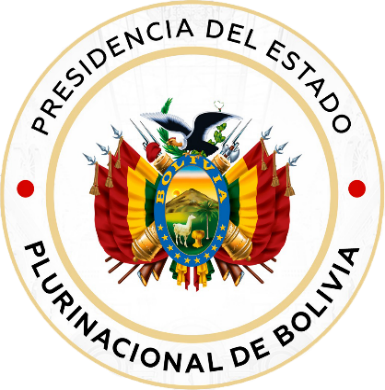 PRESIDENCIA DEL ESTADO
BOLIVIA
PLURINACIONAL DE BOLIVIA